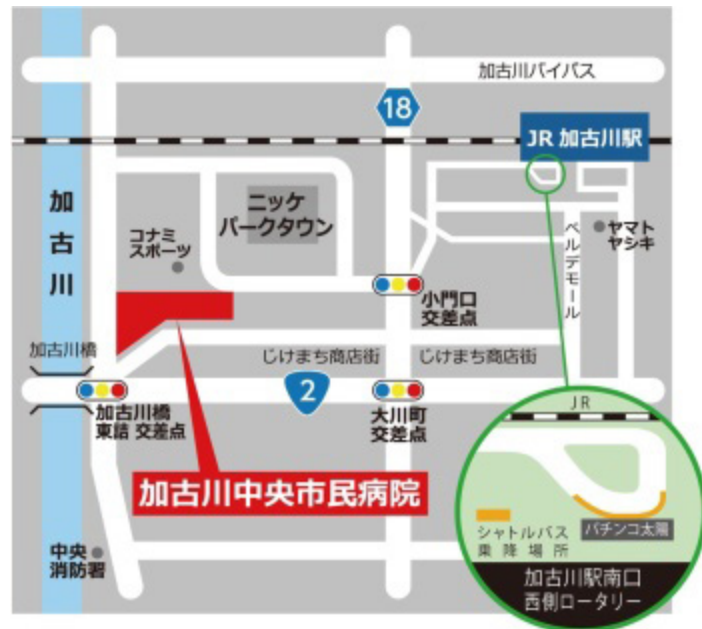 加古川バイパス
18
JR 加古川駅
加古川
ニッケ
パークタウン
コナミ
スポーツ
ヤマト
ヤシキ
ベルデモール
小門口
交差点
加古川橋
じけまち商店街
じけまち商店街
2
加古川橋
東詰 交差点
大川町
交差点
加古川中央市民病院
中央
消防署
JR
シャトルバス
乗降場所
パチンコ太陽
加古川駅南口
西側ロータリー